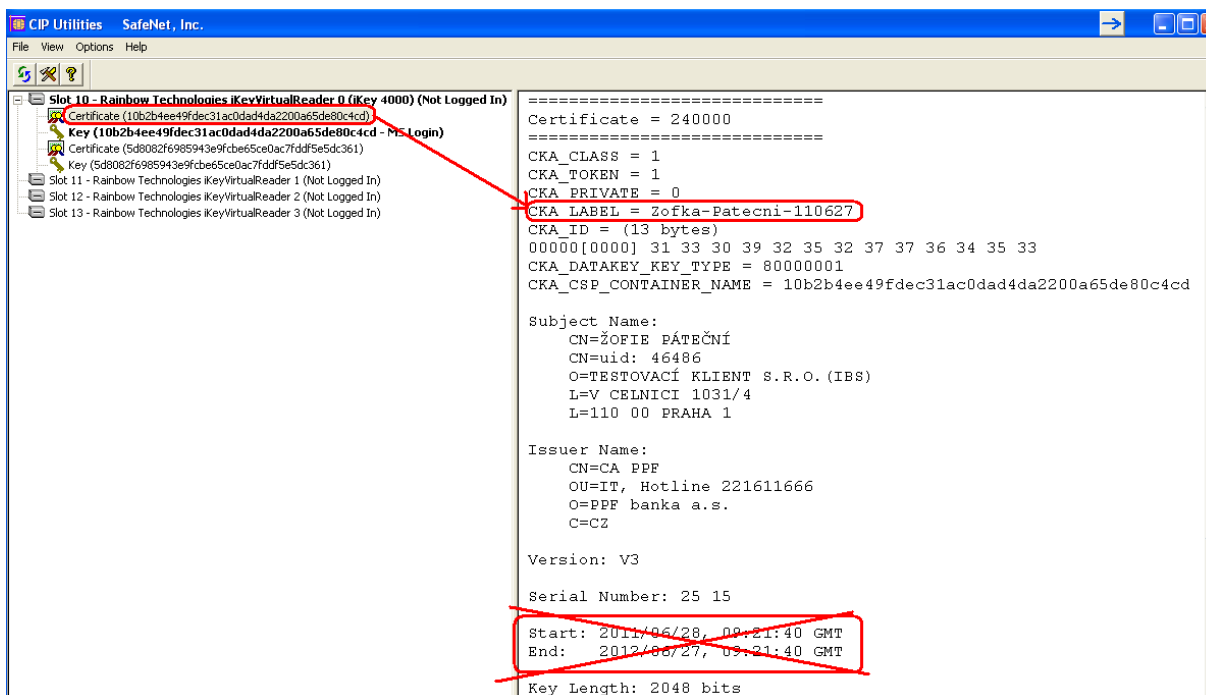 CIP Utilities SafeNet, Inc.
File View Options Help
Slot 10 - Rainbow Technologies iKeyVirtualReader 0 (iKey 4000) (Not Logged In)
Certificate (10b2b4ee49fdec31ac0dad4da2200a65de80c4cd)
Key (10b2b4ee49fdec31ac0dad4da2200a65de80c4cd - MS Login)
Certificate (5d8082f6985943e9fcbe65ce0ac7fddf5e5dc361)
Key (5d8082f6985943e9fcbe65ce0ac7fddf5e5dc361)
Slot 11 - Rainbow Technologies iKeyVirtualReader 1 (Not Logged In)
Slot 12 - Rainbow Technologies iKeyVirtualReader 2 (Not Logged In)
Slot 13 - Rainbow Technologies iKeyVirtualReader 3 (Not Logged In)
==============================
Certificate = 240000
==============================
CKA_CLASS = 1
CKA_TOKEN = 1
CKA_PRIVATE = 0
CKA_LABEL = Zofka-Patecni-110627
CKA_ID = (13 bytes)
00000[0000] 31 33 30 39 32 35 32 37 37 36 34 35 33
CKA_DATAKEY_KEY_TYPE = 80000001
CKA_CSP_CONTAINER_NAME = 10b2b4ee49fdec31ac0dad4da2200a65de80c4cd
Subject Name:
CN=ŽOFIE PÁTEČNÍ
CN=uid: 46486
O=TESTOVACÍ KLIENT S.R.O.(IBS)
L=V CELNICI 1031/4
L=110 00 PRAHA 1
Issuer Name:
CN=CA PPF
OU=IT, Hotline 221611666
O=PPF banka a.s.
C=CZ
Version: V3
Serial Number: 25 15
Start: 2011/06/28, 09:21:40 GMT
End: 2012/06/27, 09:21:40 GMT
Key Length: 2048 bits